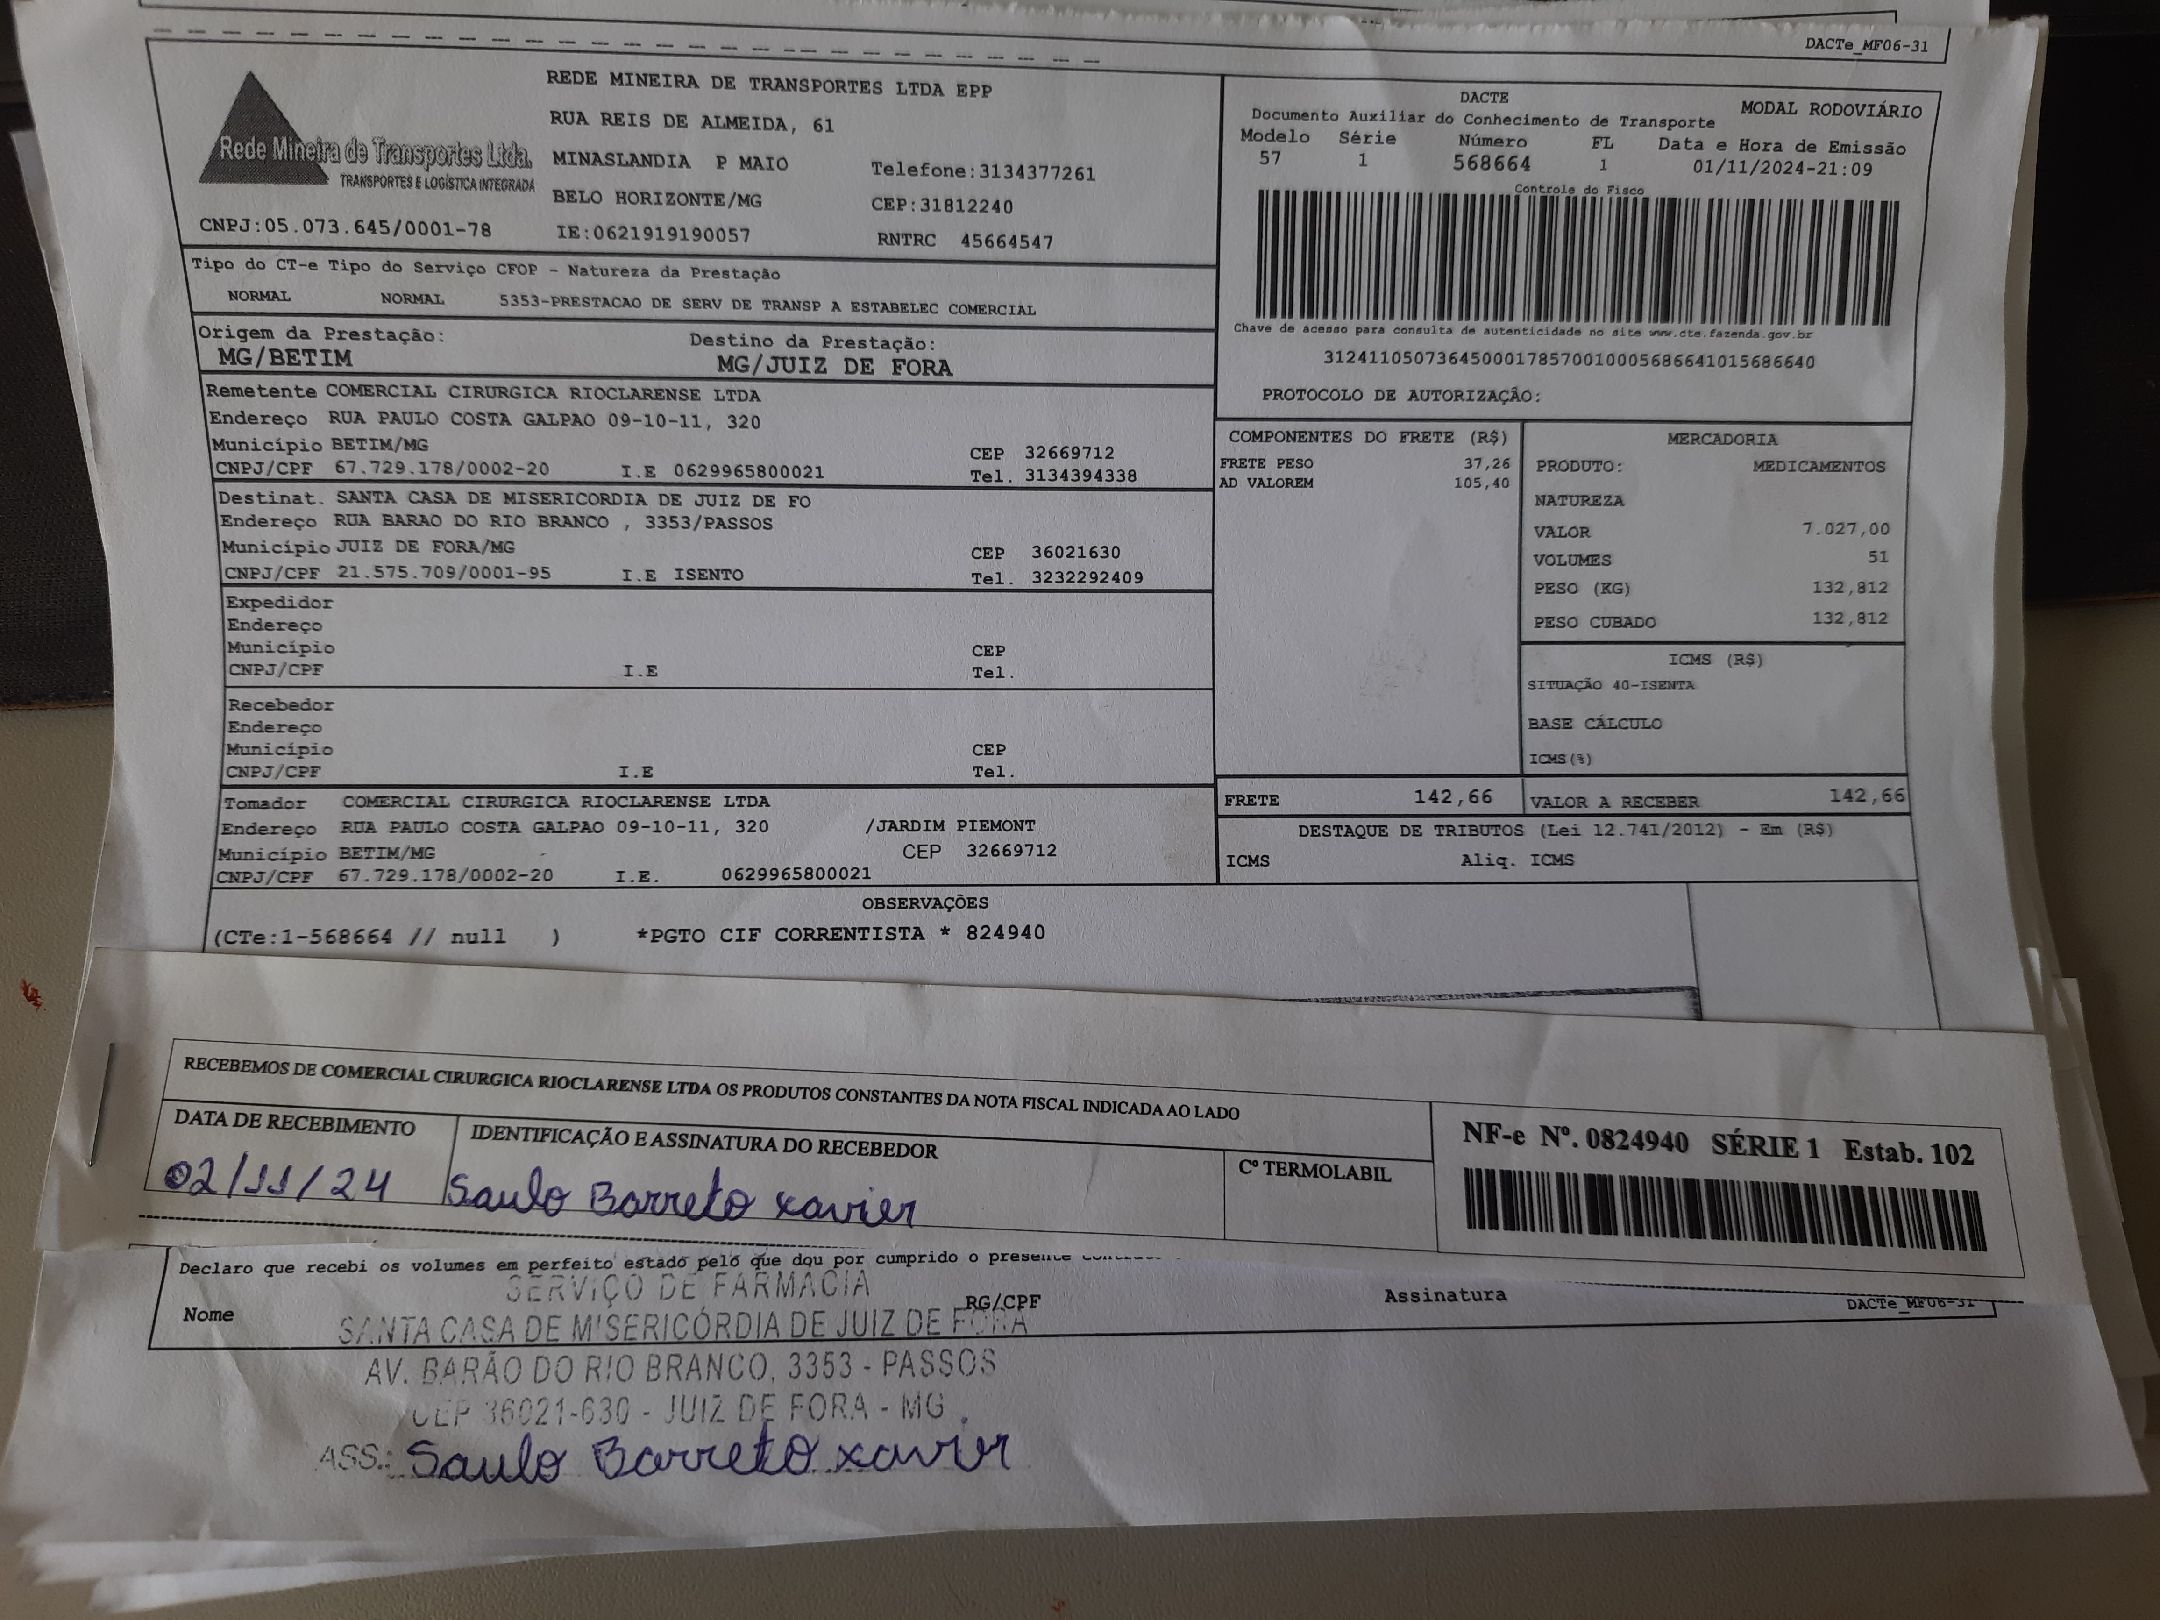 DACTe_MF06-31
Rede Mineira de Transportes Ltda.
TRANSPORTES E LOGÍSTICA INTEGRADA
REDE MINEIRA DE TRANSPORTES LTDA EPP
RUA REIS DE ALMEIDA, 61
MINASLANDIA P MAIO Telefone:3134377261
BELO HORIZONTE/MG CEP:31812240
CNPJ:05.073.645/0001-78 IE:0621919190057 RNTRC 45664547
DACTE MODAL RODOVIÁRIO
Documento Auxiliar do Conhecimento de Transporte
Modelo Série Número FL Data e Hora de Emissão
57 1 568664 1 01/11/2024-21:09
Controle do Fisco
Chave de acesso para consulta de autenticidade no site www.cte.fazenda.gov.br
31241105073645000178570010005686641015686640
PROTOCOLO DE AUTORIZAÇÃO:
Tipo do CT-e Tipo do Serviço CFOP - Natureza da Prestação
NORMAL NORMAL 5353-PRESTACAO DE SERV DE TRANSP A ESTABELEC COMERCIAL
Origem da Prestação: Destino da Prestação:
MG/BETIM MG/JUIZ DE FORA
Remetente COMERCIAL CIRURGICA RIOCLARENSE LTDA
Endereço RUA PAULO COSTA GALPAO 09-10-11, 320
Município BETIM/MG CEP 32669712
CNPJ/CPF 67.729.178/0002-20 I.E 0629965800021 Tel. 3134394338
Destinat. SANTA CASA DE MISERICORDIA DE JUIZ DE FO
Endereço RUA BARAO DO RIO BRANCO , 3353/PASSOS
Município JUIZ DE FORA/MG CEP 36021630
CNPJ/CPF 21.575.709/0001-95 I.E ISENTO Tel. 3232292409
Expedidor
Endereço
Município CEP
CNPJ/CPF I.E Tel.
Recebedor
Endereço
Município CEP
CNPJ/CPF I.E Tel.
Tomador COMERCIAL CIRURGICA RIOCLARENSE LTDA
Endereço RUA PAULO COSTA GALPAO 09-10-11, 320 /JARDIM PIEMONT
Município BETIM/MG CEP 32669712
CNPJ/CPF 67.729.178/0002-20 I.E. 0629965800021
COMPONENTES DO FRETE (R$)
FRETE PESO 37,26
AD VALOREM 105,40
MERCADORIA
PRODUTO: MEDICAMENTOS
NATUREZA
VALOR 7.027,00
VOLUMES 51
PESO (KG) 132,812
PESO CUBADO 132,812
ICMS (R$)
SITUAÇÃO 40-ISENTA
BASE CÁLCULO
ICMS(%)
FRETE 142,66 VALOR A RECEBER 142,66
DESTAQUE DE TRIBUTOS (Lei 12.741/2012) - Em (R$)
ICMS Aliq. ICMS
OBSERVAÇÕES
(CTe:1-568664 // null ) *PGTO CIF CORRENTISTA * 824940
RECEBEMOS DE COMERCIAL CIRURGICA RIOCLARENSE LTDA OS PRODUTOS CONSTANTES DA NOTA FISCAL INDICADA AO LADO
DATA DE RECEBIMENTO IDENTIFICAÇÃO E ASSINATURA DO RECEBEDOR Cº TERMOLABIL
02/11/24 Saulo Barreto xavier
NF-e Nº. 0824940 SÉRIE 1 Estab. 102
Declaro que recebi os volumes em perfeito estado pelo que dou por cumprido o presente
Nome RG/CPF Assinatura DACTe_MF06-31
SERVIÇO DE FARMACIA
SANTA CASA DE MISERICÓRDIA DE JUIZ DE FORA
AV. BARÃO DO RIO BRANCO, 3353 - PASSOS
CEP 36021-630 - JUIZ DE FORA - MG
ASS.: Saulo Barreto xavier